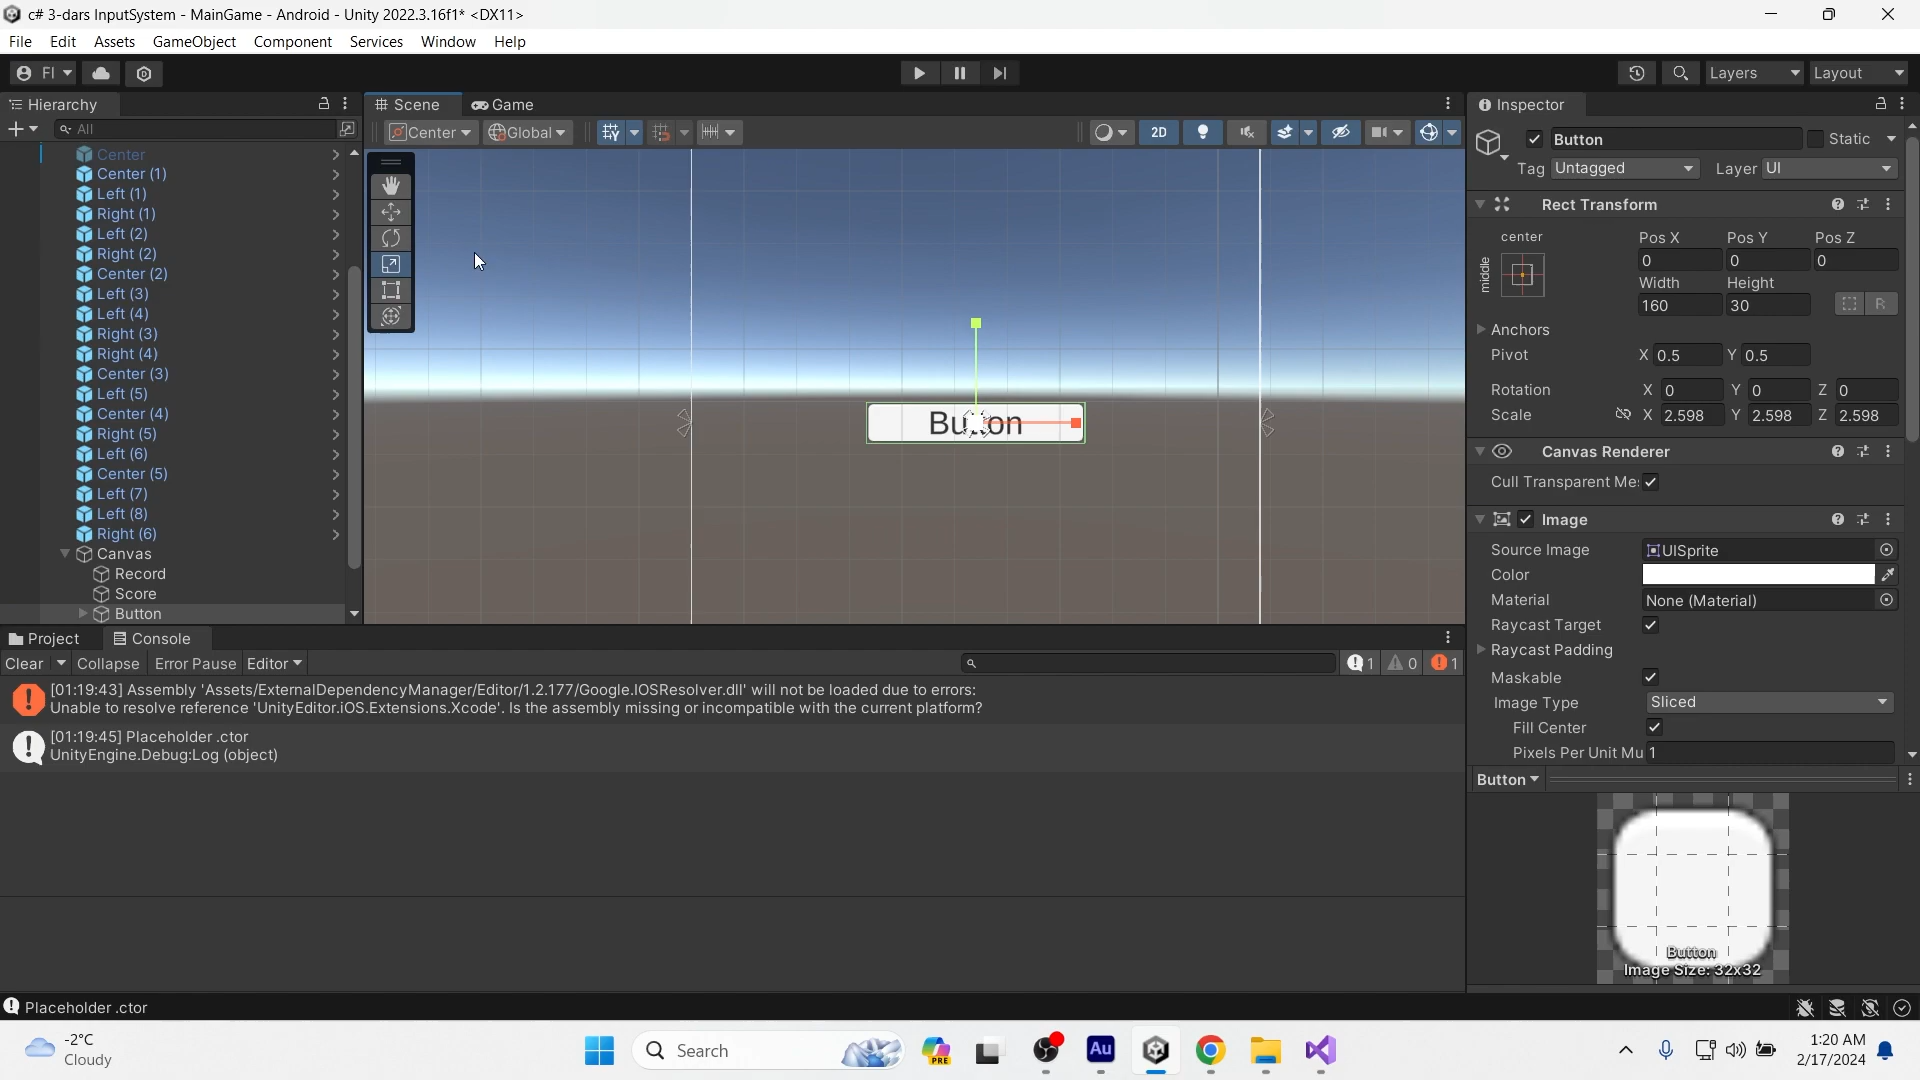 c# 3-dars InputSystem - MainGame - Android - Unity 2022.3.16f1* <DX11>
File Edit Assets GameObject Component Services Window Help
FI Layers Layout
Hierarchy
All
Center
Center (1)
Left (1)
Right (1)
Left (2)
Right (2)
Center (2)
Left (3)
Left (4)
Right (3)
Right (4)
Center (3)
Left (5)
Center (4)
Right (5)
Left (6)
Center (5)
Left (7)
Left (8)
Right (6)
Canvas
Record
Score
Button
Scene Game
Center Global 2D
Button
Inspector
Button Static
Tag Untagged Layer UI
Rect Transform
center Pos X Pos Y Pos Z
middle 0 0 0
Width Height
160 30 R
Anchors
Pivot X 0.5 Y 0.5
Rotation X 0 Y 0 Z 0
Scale X 2.598 Y 2.598 Z 2.598
Canvas Renderer
Cull Transparent Me:
Image
Source Image UISprite
Color
Material None (Material)
Raycast Target
Raycast Padding
Maskable
Image Type Sliced
Fill Center
Pixels Per Unit Mu 1
Button
Button
Image Size: 32x32
Project Console
Clear Collapse Error Pause Editor 1 0 1
[01:19:43] Assembly 'Assets/ExternalDependencyManager/Editor/1.2.177/Google.IOSResolver.dll' will not be loaded due to errors:
Unable to resolve reference 'UnityEditor.iOS.Extensions.Xcode'. Is the assembly missing or incompatible with the current platform?
[01:19:45] Placeholder .ctor
UnityEngine.Debug:Log (object)
Placeholder .ctor
-2°C
Cloudy
Search
PRE
Au
1:20 AM
2/17/2024